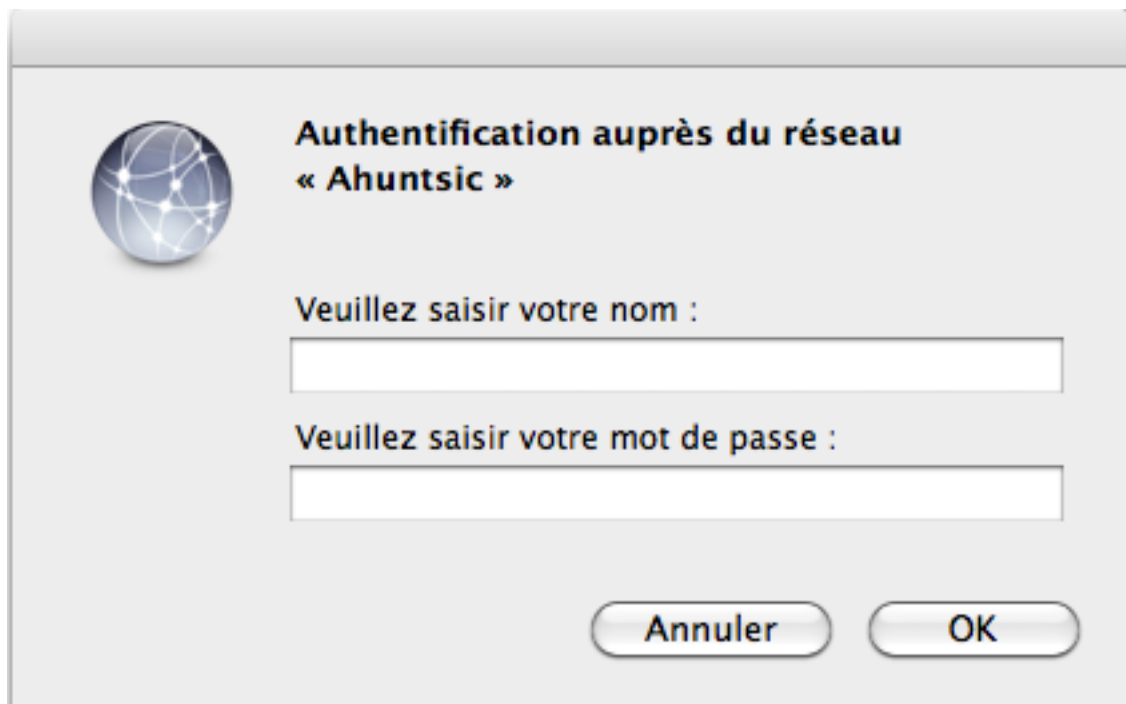 Authentification auprès du réseau
« Ahuntsic »
Veuillez saisir votre nom :
Veuillez saisir votre mot de passe :
Annuler OK